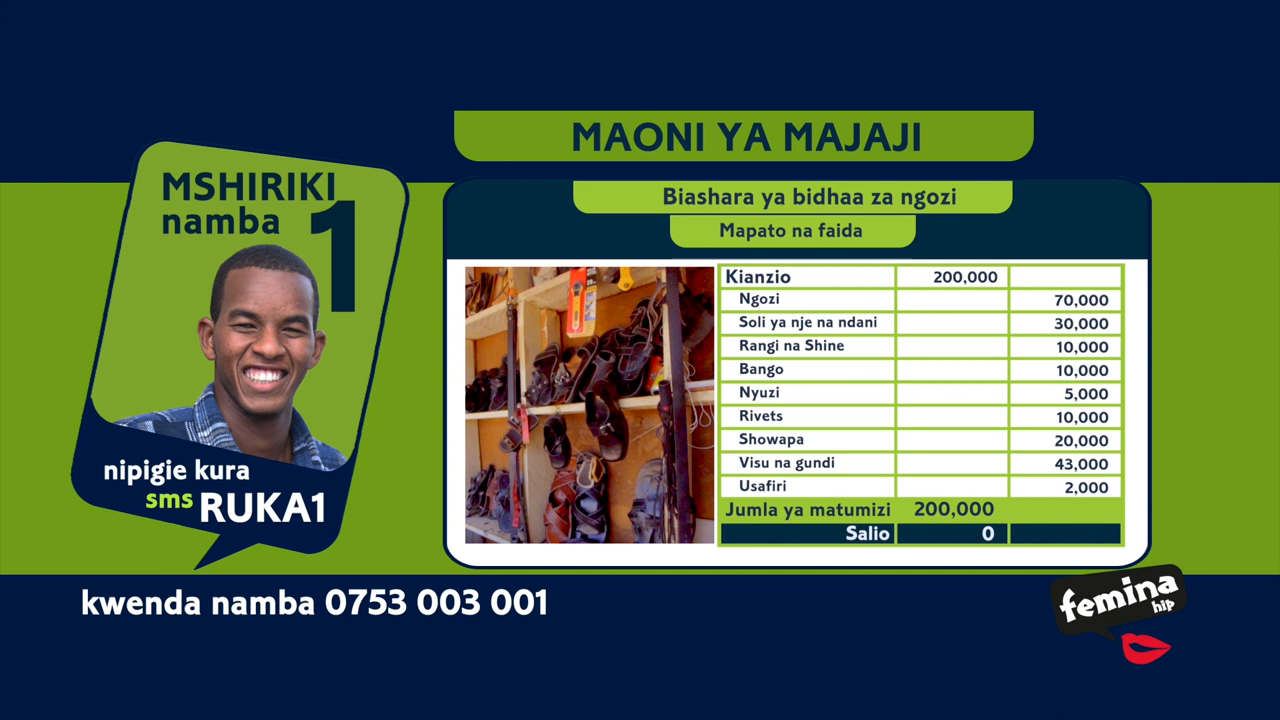 MAONI YA MAJAJI
MSHIRIKI
namba 1
nipigie kura
sms RUKA1
Biashara ya bidhaa za ngozi
Mapato na faida
Kianzio 200,000
Ngozi 70,000
Soli ya nje na ndani 30,000
Rangi na Shine 10,000
Bango 10,000
Nyuzi 5,000
Rivets 10,000
Showapa 20,000
Visu na gundi 43,000
Usafiri 2,000
Jumla ya matumizi 200,000
Salio 0
kwenda namba 0753 003 001
femina
hip